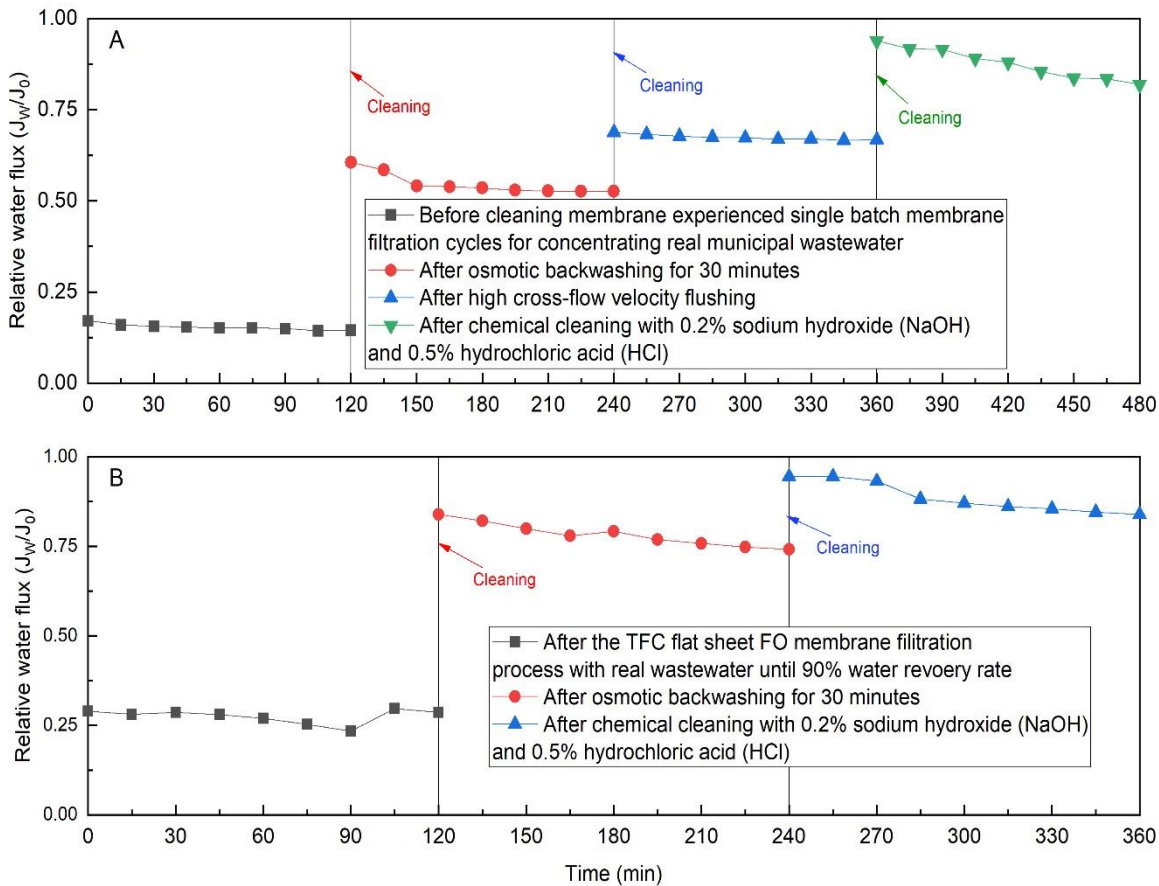 A
Relative water flux (J_W/J_0)
1.00
0.75
0.50
0.25
0.00
Cleaning
Cleaning
Cleaning
Before cleaning membrane experienced single batch membrane
filtration cycles for concentrating real municipal wastewater
After osmotic backwashing for 30 minutes
After high cross-flow velocity flushing
After chemical cleaning with 0.2% sodium hydroxide (NaOH)
and 0.5% hydrochloric acid (HCl)
0 30 60 90 120 150 180 210 240 270 300 330 360 390 420 450 480
B
Relative water flux (J_W/J_0)
1.00
0.75
0.50
0.25
0.00
Cleaning
Cleaning
After the TFC flat sheet FO membrane filitration
process with real wastewater until 90% water revoery rate
After osmotic backwashing for 30 minutes
After chemical cleaning with 0.2% sodium hydroxide (NaOH)
and 0.5% hydrochloric acid (HCl)
0 30 60 90 120 150 180 210 240 270 300 330 360
Time (min)